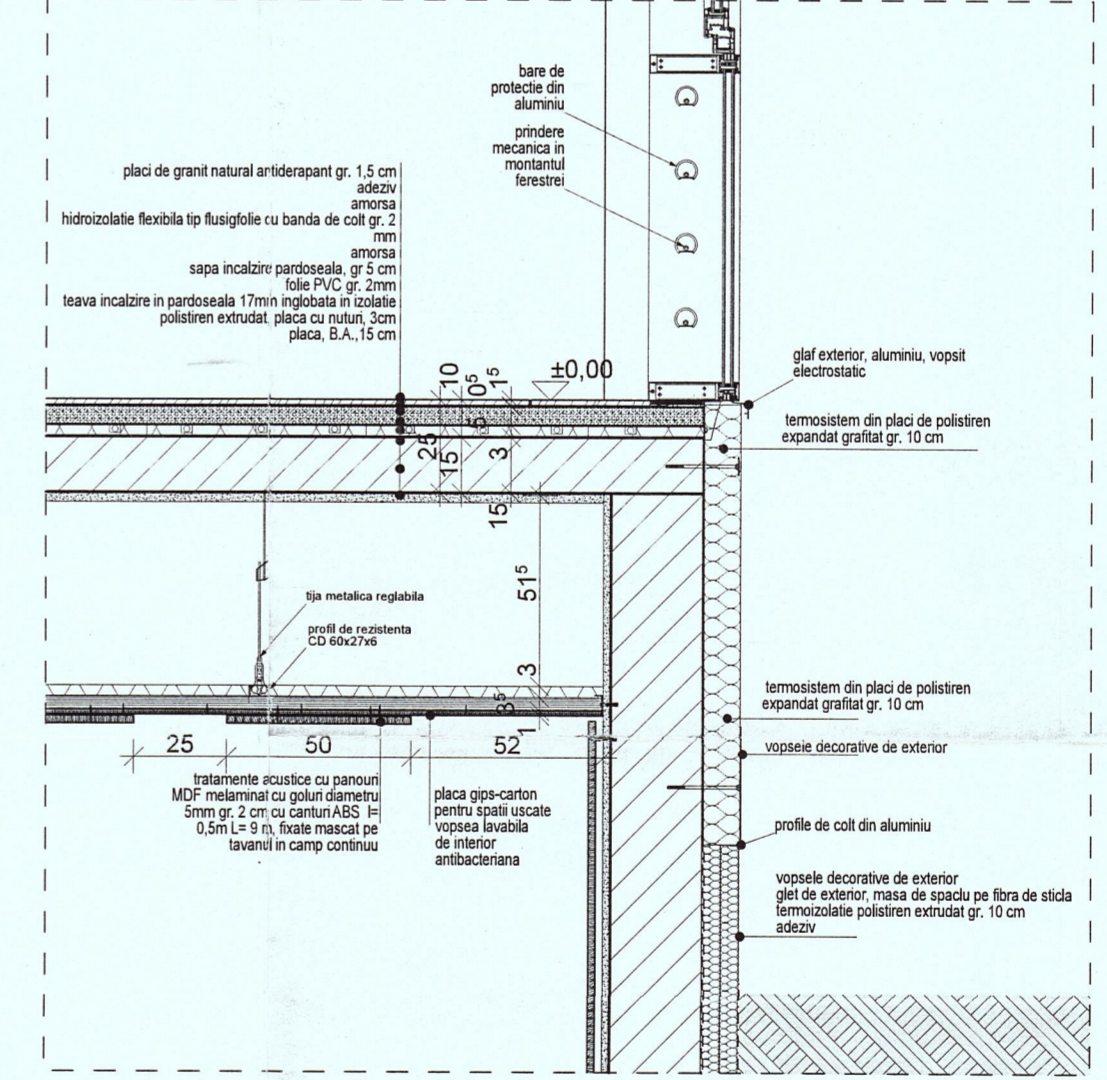 bare de
protectie din
aluminiu
prindere
mecanica in
montantul
ferestrei
placi de granit natural antiderapant gr. 1,5 cm
adeziv
amorsa
hidroizolatie flexibila tip flusigfolie cu banda de colt gr. 2
mm
amorsa
sapa incalzire pardoseala, gr 5 cm
folie PVC gr. 2mm
teava incalzire in pardoseala 17mm inglobata in izolatie
polistiren extrudat, placa cu nuturi, 3cm
placa, B.A.,15 cm
±0,00
10
0⁵
1⁵
5
25
15
3
15
51⁵
3
3⁵
1
glaf exterior, aluminiu, vopsit
electrostatic
termosistem din placi de polistiren
expandat grafitat gr. 10 cm
tija metalica reglabila
profil de rezistenta
CD 60x27x6
termosistem din placi de polistiren
expandat grafitat gr. 10 cm
vopsele decorative de exterior
25
50
52
tratamente acustice cu panouri
MDF melaminat cu goluri diametru
5mm gr. 2 cm cu canturi ABS l=
0,5m L= 9 m, fixate mascat pe
tavanul in camp continuu
placa gips-carton
pentru spatii uscate
vopsea lavabila
de interior
antibacteriana
profile de colt din aluminiu
vopsele decorative de exterior
glet de exterior, masa de spaclu pe fibra de sticla
termoizolatie polistiren extrudat gr. 10 cm
adeziv